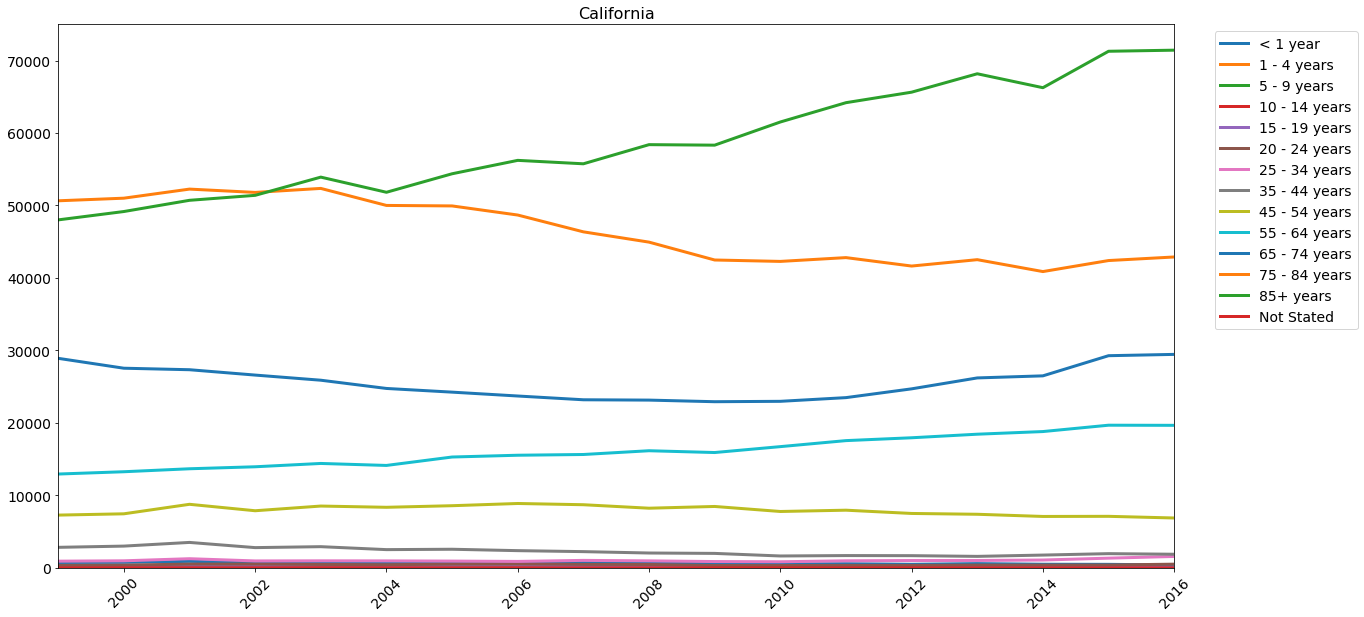 California
70000
60000
50000
40000
30000
20000
10000
0
2000
2002
2004
2006
2008
2010
2012
2014
2016
< 1 year
1 - 4 years
5 - 9 years
10 - 14 years
15 - 19 years
20 - 24 years
25 - 34 years
35 - 44 years
45 - 54 years
55 - 64 years
65 - 74 years
75 - 84 years
85+ years
Not Stated